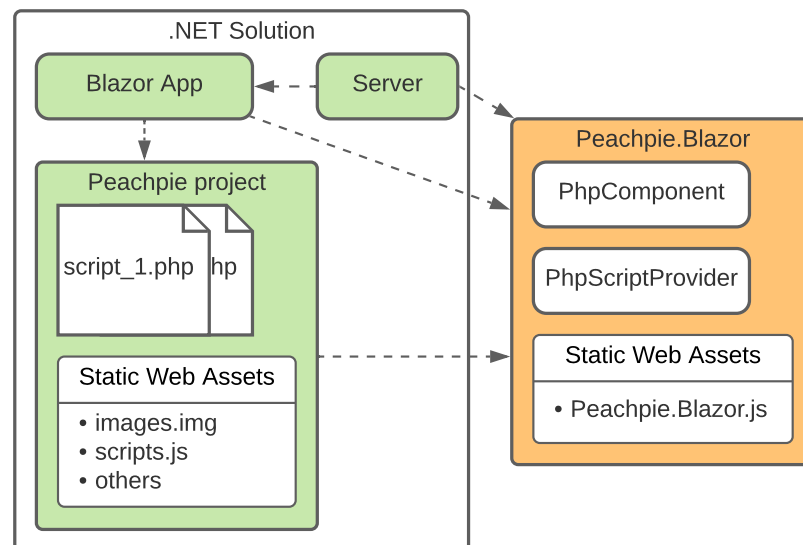 .NET Solution
Blazor App
Server
Peachpie project
script_1.php
hp
Static Web Assets
• images.img
• scripts.js
• others
Peachpie.Blazor
PhpComponent
PhpScriptProvider
Static Web Assets
• Peachpie.Blazor.js